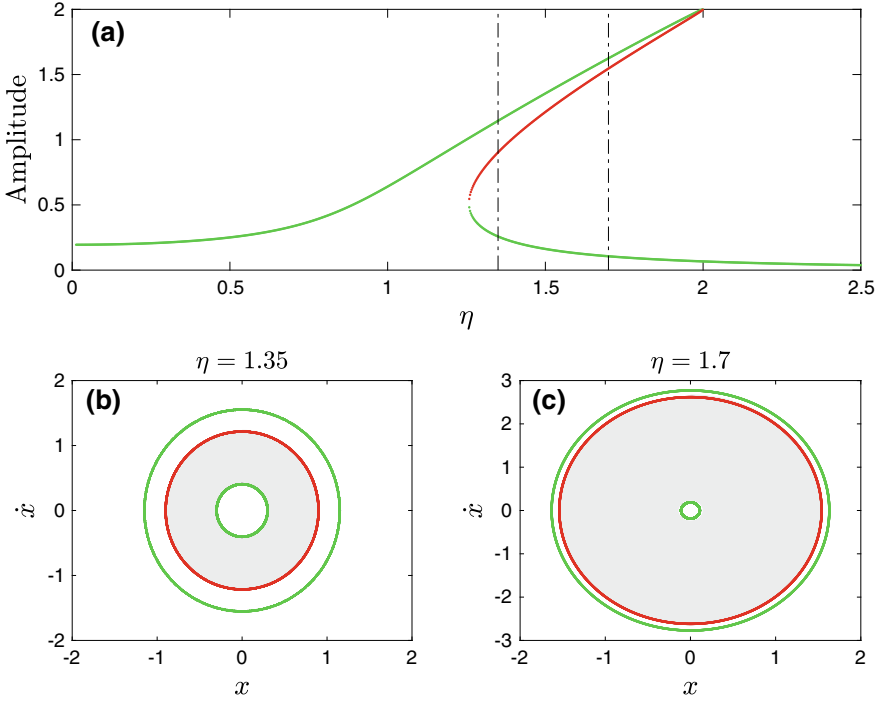 (a)
Amplitude
2
1.5
1
0.5
0
0 0.5 1 1.5 2 2.5
η
η = 1.35
(b)
ẋ
2
1
0
-1
-2
-2 -1 0 1 2
x
η = 1.7
(c)
ẋ
3
2
1
0
-1
-2
-3
-2 -1 0 1 2
x